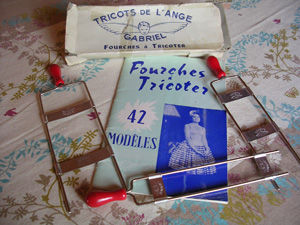 TRICOTS DE L'ANGE
GABRIEL
FOURCHES A TRICOTER
Fourches
à Tricoter
42
MODÈLES